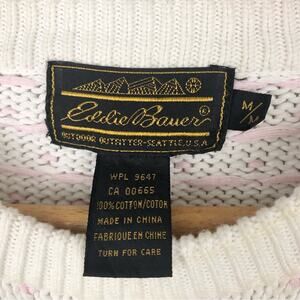 Eddie Bauer
OUTDOOR OUTFITTER-SEATTLE,U.S.A
M/M
WPL 9647
CA 00665
100%COTTON/COTON
MADE IN CHINA
FABRIQUE EN CHINE
TURN FOR CARE